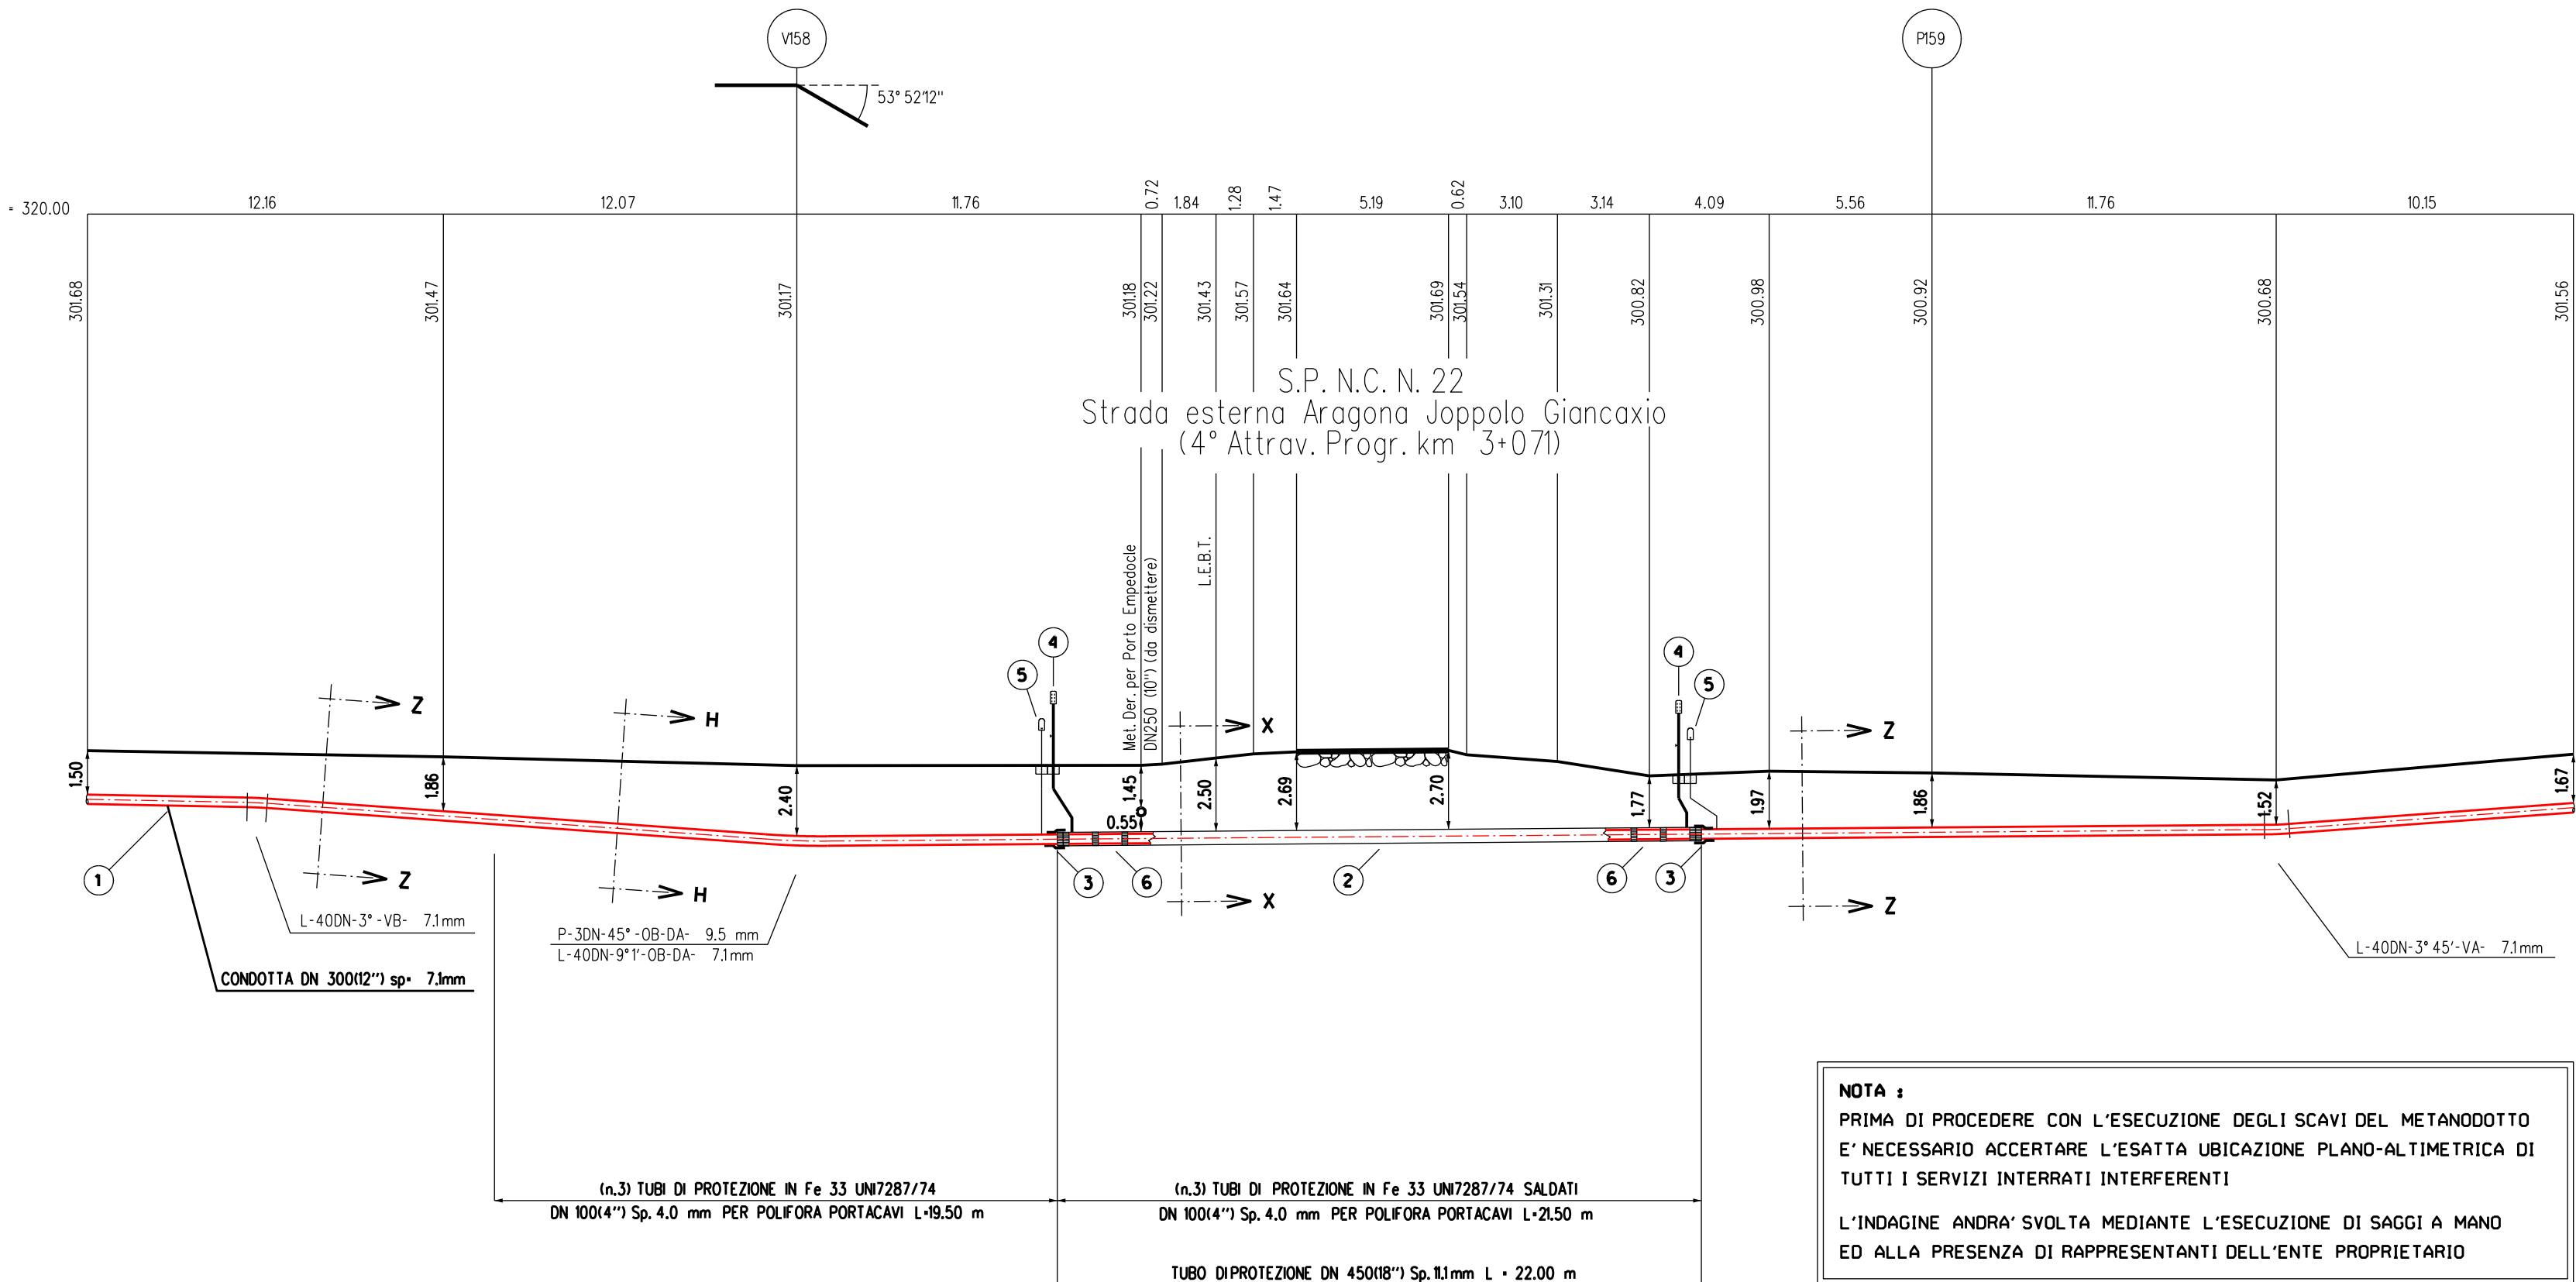 V158
P159
53° 52'12"
= 320.00
12.16
12.07
11.76
0.72
1.84
1.28
1.47
5.19
0.62
3.10
3.14
4.09
5.56
11.76
10.15
301.68
301.47
301.17
301.18
301.22
301.43
301.57
301.64
301.69
301.54
301.31
300.82
300.98
300.92
300.68
301.56
S.P. N.C. N. 22
Strada esterna Aragona Joppolo Giancaxio
(4° Attrav. Progr. km 3+071)
Met. Der. per Porto Empedocle
DN250 (10") (da dismettere)
L.E.B.T.
4
5
4
5
Z
H
X
Z
1.50
1.86
2.40
1.45
0.55
2.50
2.69
2.70
1.77
1.97
1.86
1.52
1.67
1
Z
H
3
6
X
2
6
3
Z
L-40DN-3°-VB- 7.1mm
P-3DN-45°-OB-DA- 9.5 mm
L-40DN-9°1'-OB-DA- 7.1mm
L-40DN-3°45'-VA- 7.1mm
CONDOTTA DN 300(12'') sp= 7.1mm
NOTA :
PRIMA DI PROCEDERE CON L'ESECUZIONE DEGLI SCAVI DEL METANODOTTO
E' NECESSARIO ACCERTARE L'ESATTA UBICAZIONE PLANO-ALTIMETRICA DI
TUTTI I SERVIZI INTERRATI INTERFERENTI
L'INDAGINE ANDRA' SVOLTA MEDIANTE L'ESECUZIONE DI SAGGI A MANO
ED ALLA PRESENZA DI RAPPRESENTANTI DELL'ENTE PROPRIETARIO
(n.3) TUBI DI PROTEZIONE IN Fe 33 UNI7287/74
DN 100(4'') Sp. 4.0 mm PER POLIFORA PORTACAVI L=19.50 m
(n.3) TUBI DI PROTEZIONE IN Fe 33 UNI7287/74 SALDATI
DN 100(4'') Sp. 4.0 mm PER POLIFORA PORTACAVI L=21.50 m
TUBO DI PROTEZIONE DN 450(18'') Sp. 11.1mm L = 22.00 m